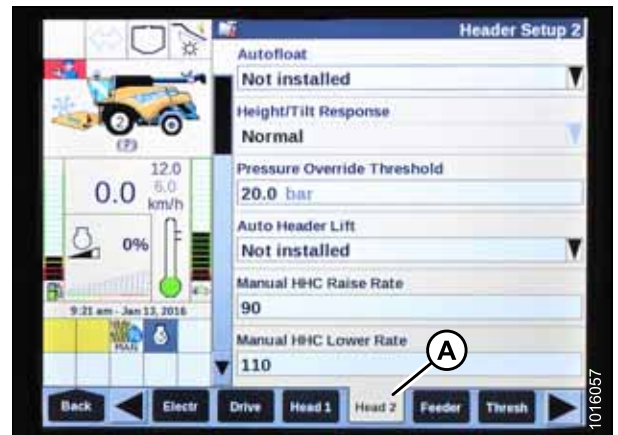 Header Setup 2
Autofloat
Not installed
Height/Tilt Response
Normal
Pressure Override Threshold
20.0 bar
Auto Header Lift
Not installed
Manual HHC Raise Rate
90
Manual HHC Lower Rate
110
2
(P)
12.0
0.0 6.0
km/h
0%
9:21 am - Jan 13, 2016
MAN
A
Back Electr Drive Head 1 Head 2 Feeder Thresh
1016057